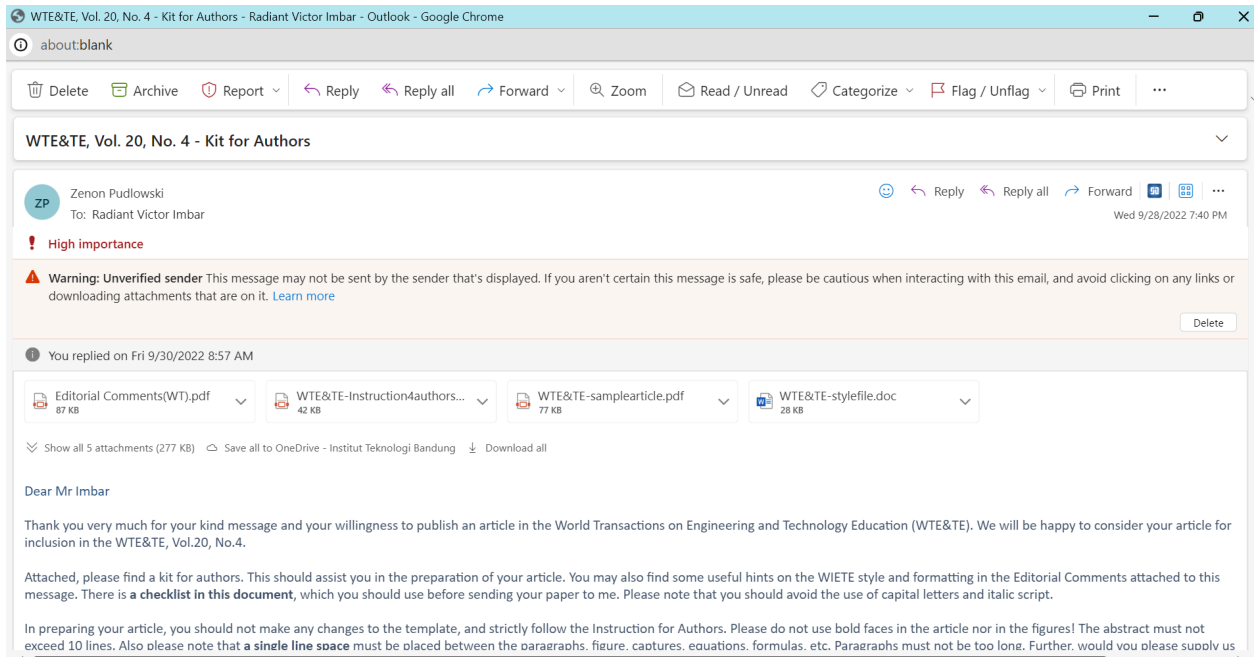 WTE&TE, Vol. 20, No. 4 - Kit for Authors - Radiant Victor Imbar - Outlook - Google Chrome
about:blank
Delete Archive Report Reply Reply all Forward Zoom Read / Unread Categorize Flag / Unflag Print ...
WTE&TE, Vol. 20, No. 4 - Kit for Authors
ZP
Zenon Pudlowski
To: Radiant Victor Imbar
Reply Reply all Forward ...
Wed 9/28/2022 7:40 PM
High importance
Warning: Unverified sender This message may not be sent by the sender that's displayed. If you aren't certain this message is safe, please be cautious when interacting with this email, and avoid clicking on any links or
downloading attachments that are on it. Learn more
Delete
You replied on Fri 9/30/2022 8:57 AM
Editorial Comments(WT).pdf
87 KB
WTE&TE-Instruction4authors...
42 KB
WTE&TE-samplearticle.pdf
77 KB
WTE&TE-stylefile.doc
28 KB
Show all 5 attachments (277 KB) Save all to OneDrive - Institut Teknologi Bandung Download all
Dear Mr Imbar
Thank you very much for your kind message and your willingness to publish an article in the World Transactions on Engineering and Technology Education (WTE&TE). We will be happy to consider your article for
inclusion in the WTE&TE, Vol.20, No.4.
Attached, please find a kit for authors. This should assist you in the preparation of your article. You may also find some useful hints on the WIETE style and formatting in the Editorial Comments attached to this
message. There is a checklist in this document, which you should use before sending your paper to me. Please note that you should avoid the use of capital letters and italic script.
In preparing your article, you should not make any changes to the template, and strictly follow the Instruction for Authors. Please do not use bold faces in the article nor in the figures! The abstract must not
exceed 10 lines. Also please note that a single line space must be placed between the paragraphs, figure, captures, equations, formulas, etc. Paragraphs must not be too long. Further, would you please supply us